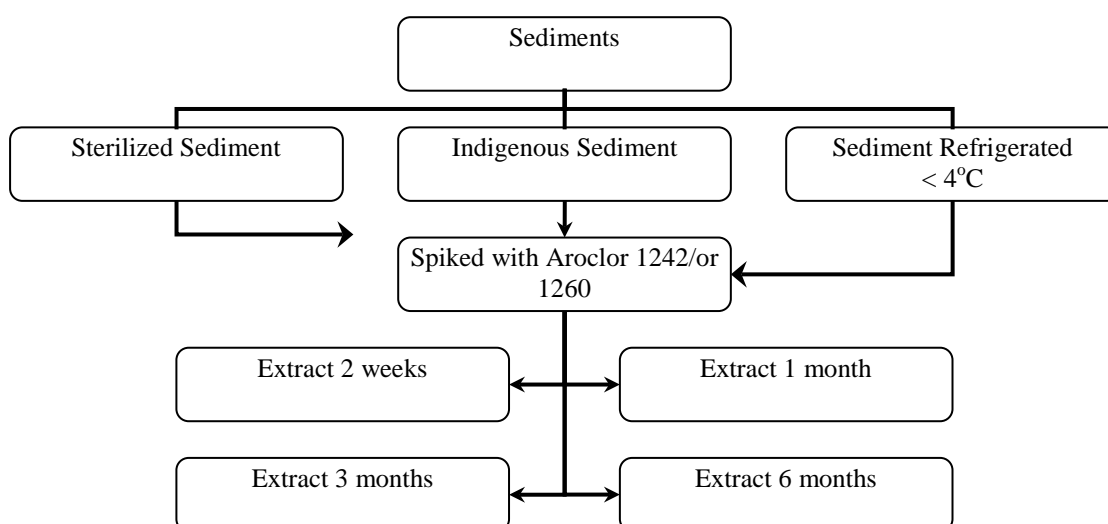 Sediments
Sterilized Sediment
Indigenous Sediment
Sediment Refrigerated
< 4°C
Spiked with Aroclor 1242/or
1260
Extract 2 weeks
Extract 1 month
Extract 3 months
Extract 6 months